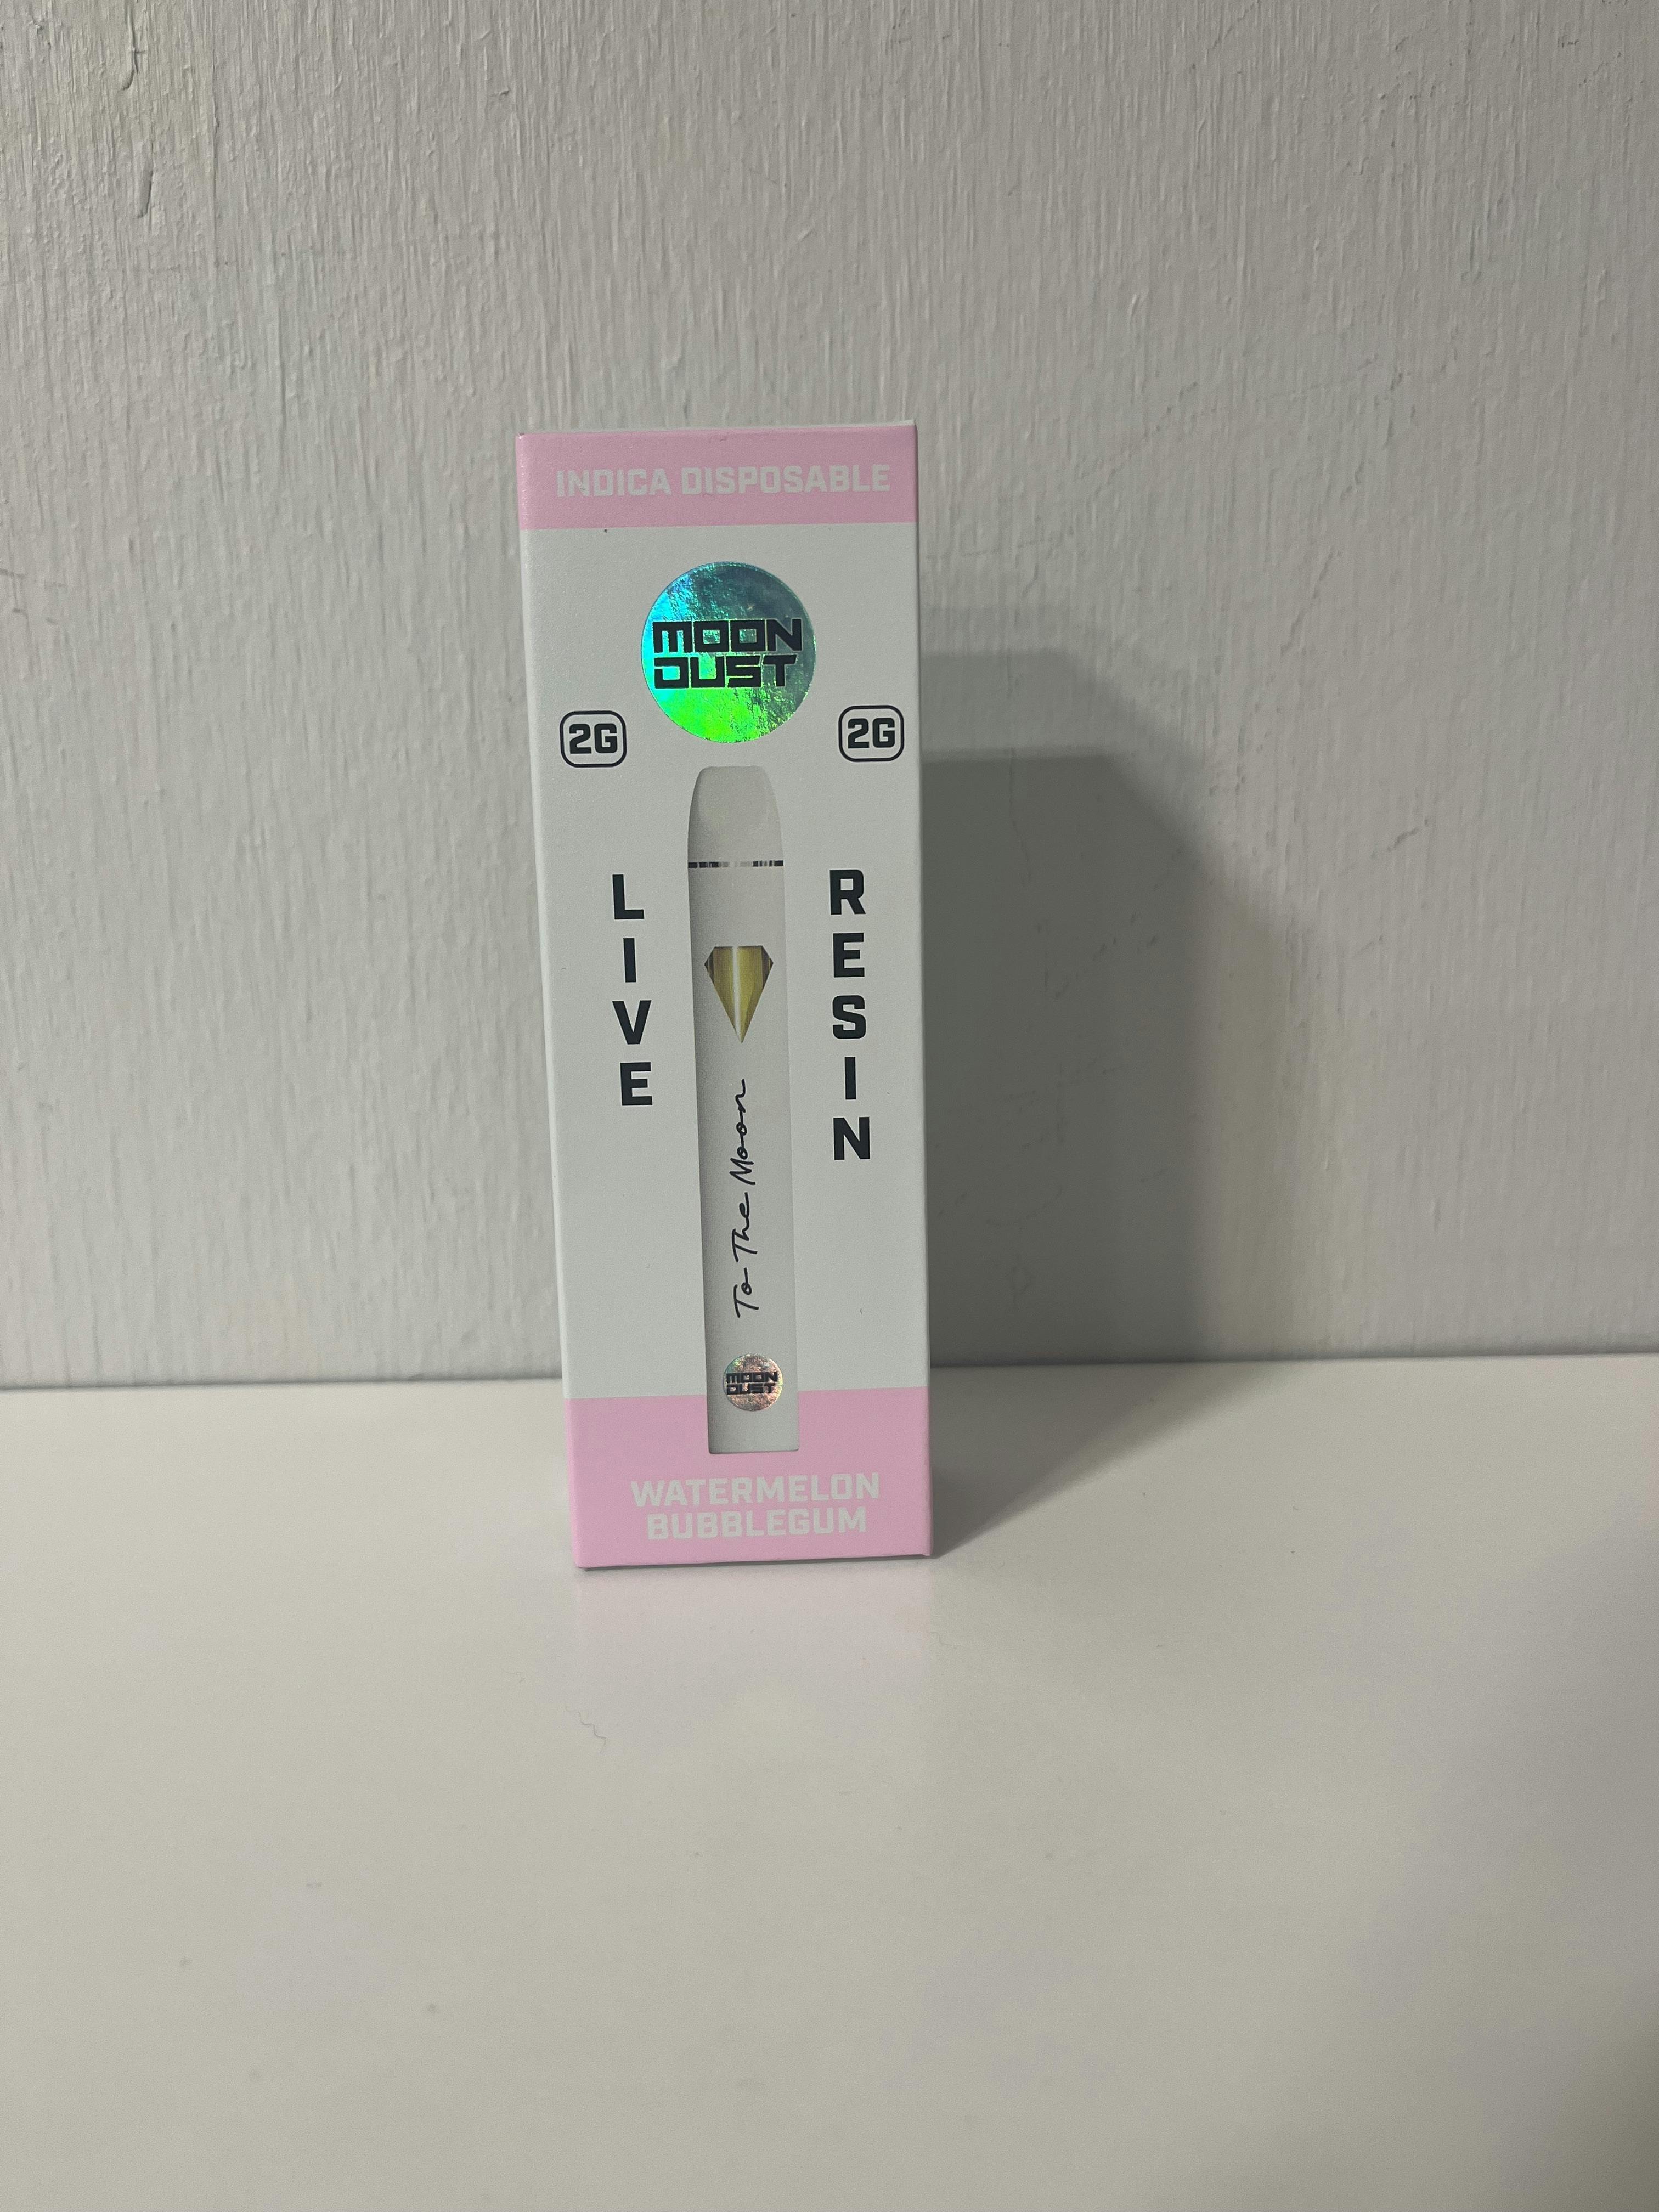 INDICA DISPOSABLE
MOON
DUST
2G
2G
LIVE
RESIN
To The Moon
MOON
DUST
WATERMELON
BUBBLEGUM